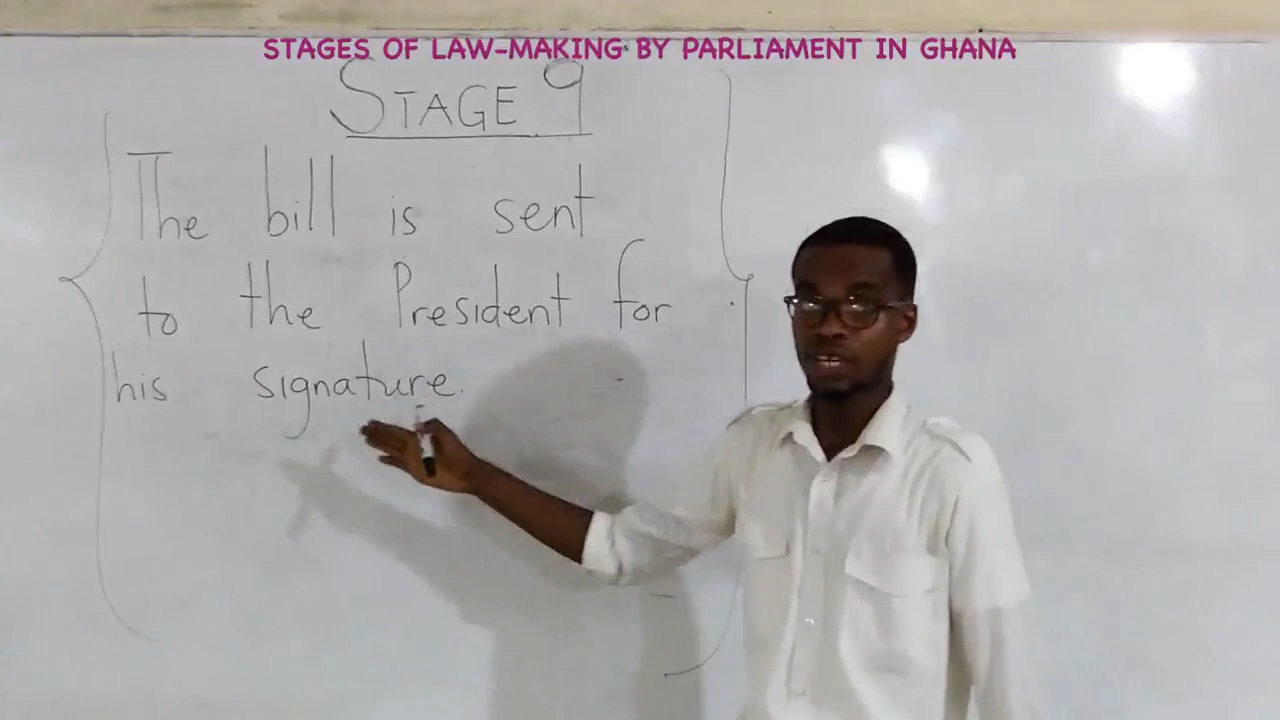 STAGES OF LAW-MAKING BY PARLIAMENT IN GHANA
STAGE 9
The bill is sent
to the President for
his signature.